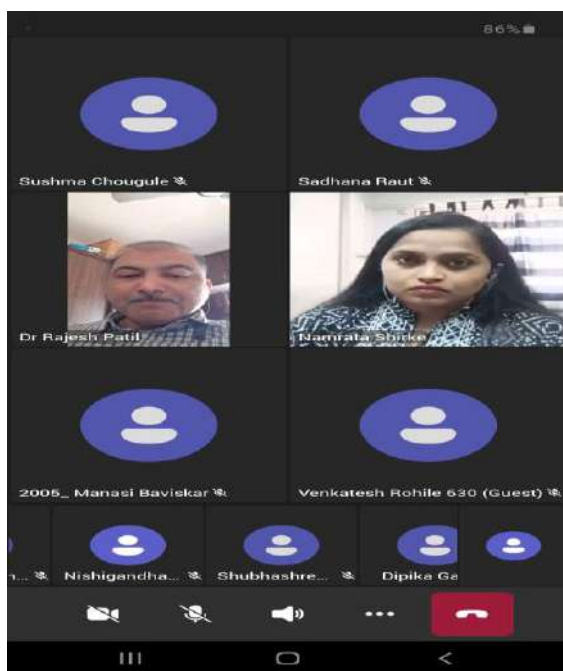 86%
Sushma Chougule
Sadhana Raut
Dr Rajesh Patil
Namrata Shirke
2005_ Manasi Baviskar
Venkatesh Rohile 630 (Guest)
Nishigandha...
Shubhashre...
Dipika Ga